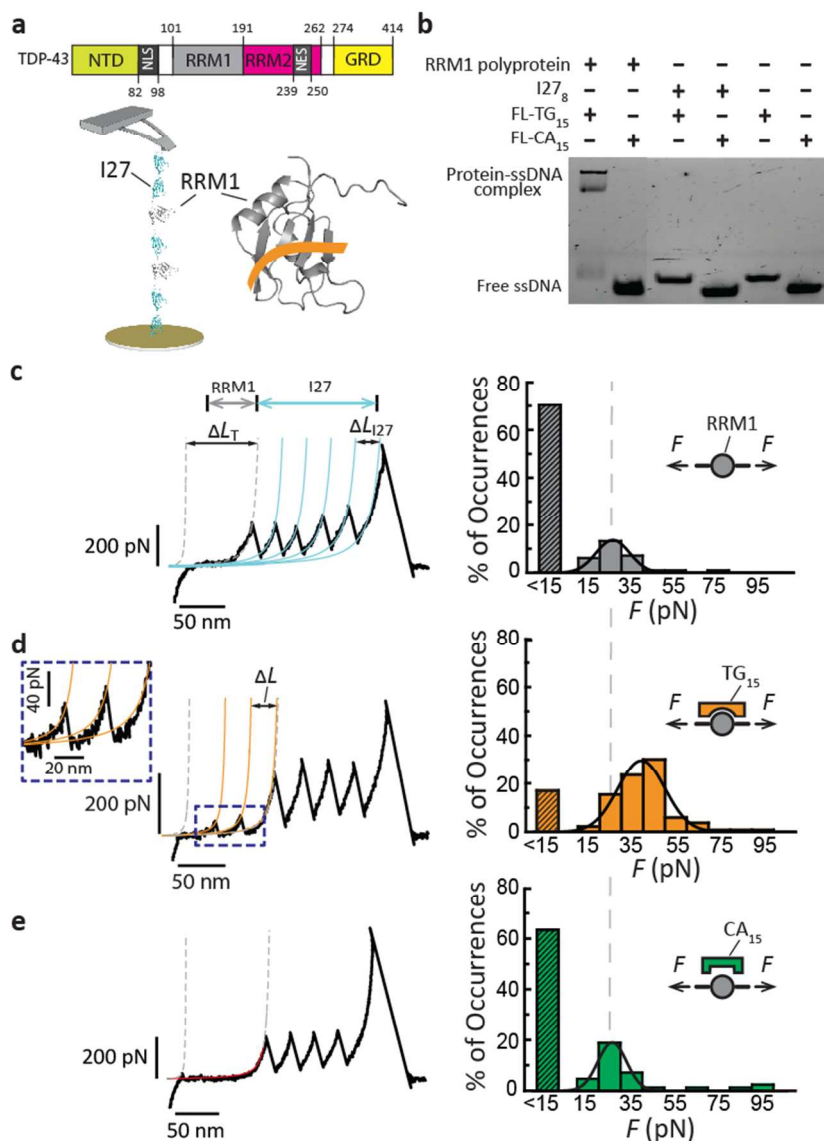 a
101 191 262 274 414
TDP-43 NTD NLS RRM1 RRM2 NES GRD
82 98 239 250
I27
RRM1
b
RRM1 polyprotein + + – – – –
I27₈ – – + + – –
FL-TG₁₅ + – + – + –
FL-CA₁₅ – + – + – +
Protein-ssDNA
complex
Free ssDNA
c
RRM1 I27
ΔL_T ΔL_I27
200 pN
50 nm
80
60
40
20
0
% of Occurrences
<15 15 35 55 75 95
F (pN)
RRM1
F F
d
40 pN
20 nm
ΔL
200 pN
50 nm
80
60
40
20
0
% of Occurrences
<15 15 35 55 75 95
F (pN)
TG₁₅
F F
e
200 pN
50 nm
80
60
40
20
0
% of Occurrences
<15 15 35 55 75 95
F (pN)
CA₁₅
F F